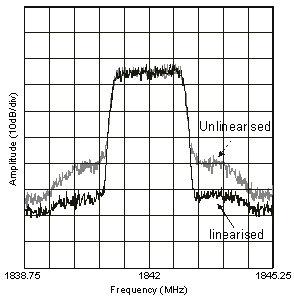 Amplitude (10dB/div)
Unlinearised
linearised
1838.75
1842
1845.25
Frequency (MHz)